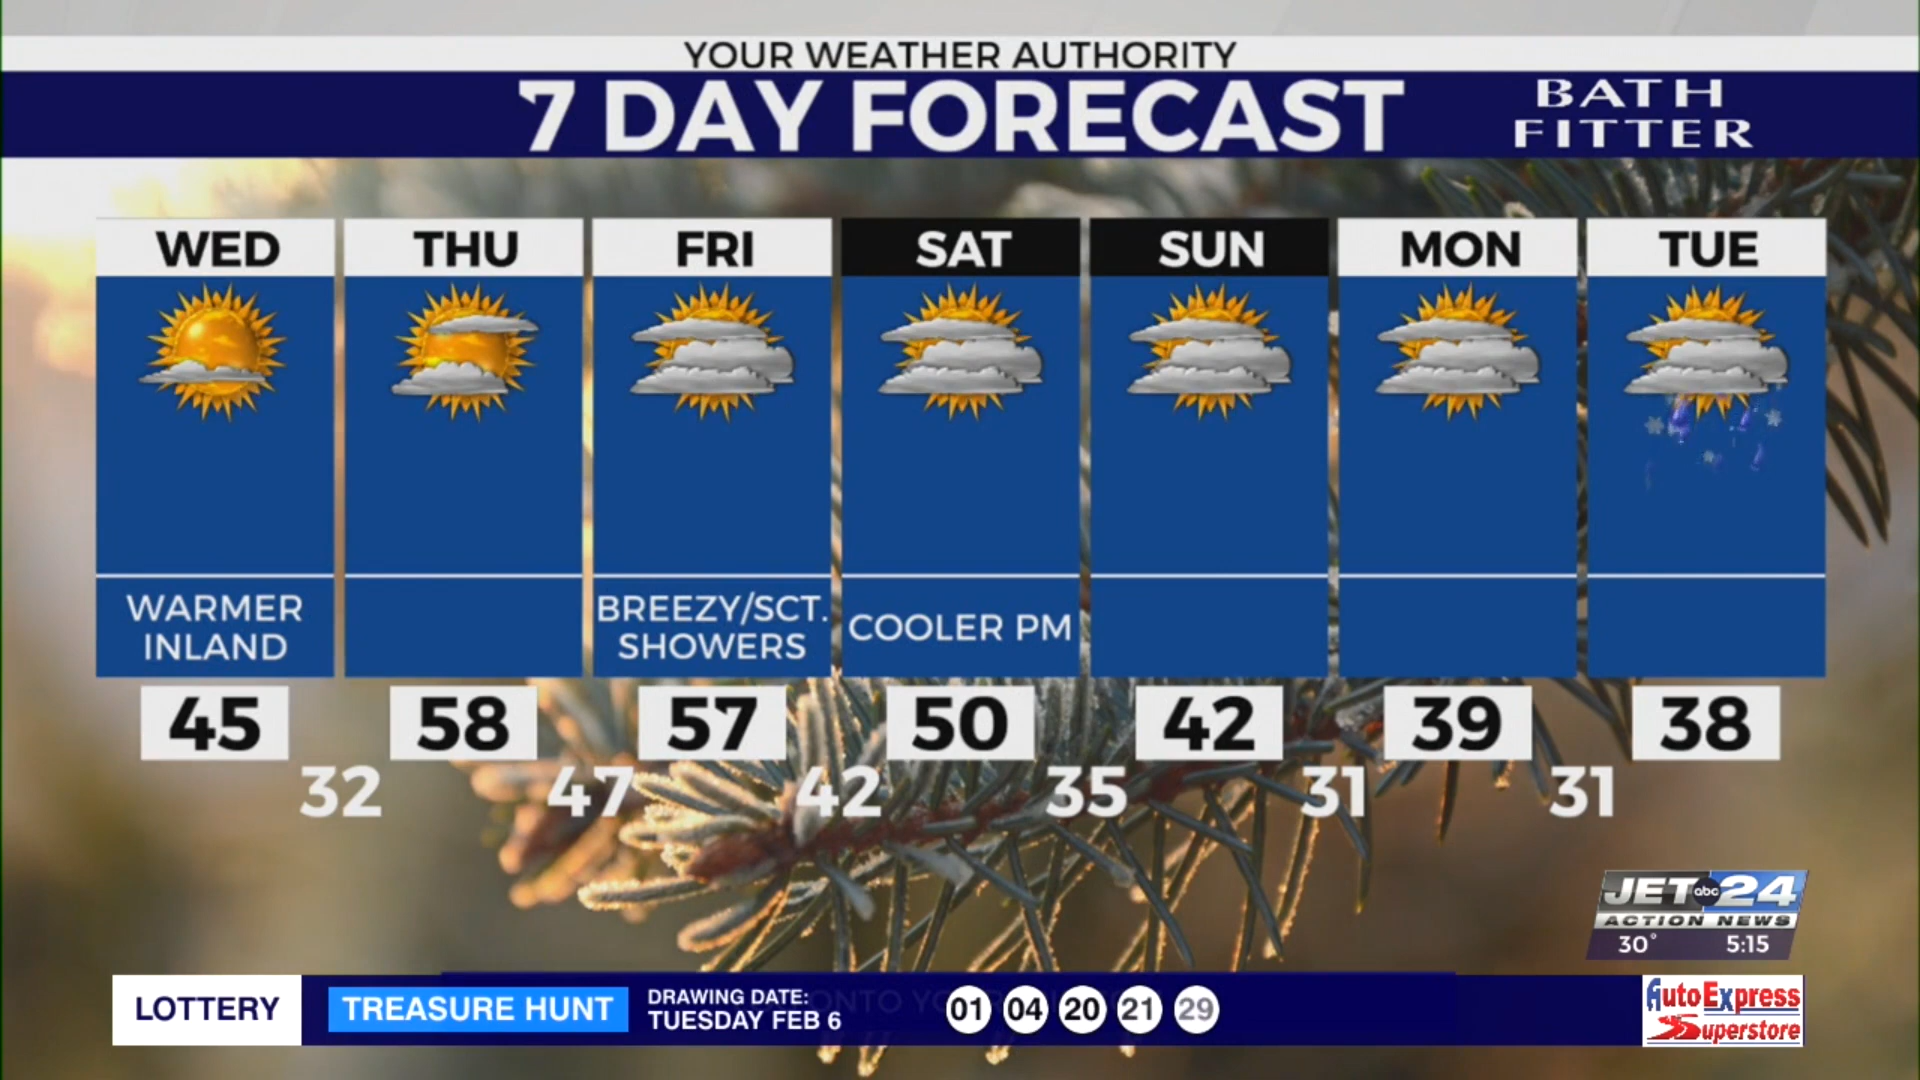 YOUR WEATHER AUTHORITY
7 DAY FORECAST
BATH
FITTER
WED THU FRI SAT SUN MON TUE
WARMER
INLAND
BREEZY/SCT.
SHOWERS
COOLER PM
45 58 57 50 42 39 38
32 47 42 35 31 31
JET abc 24
ACTION NEWS
30° 5:15
LOTTERY
TREASURE HUNT
DRAWING DATE:
TUESDAY FEB 6
01 04 20 21 29
AutoExpress
Superstore